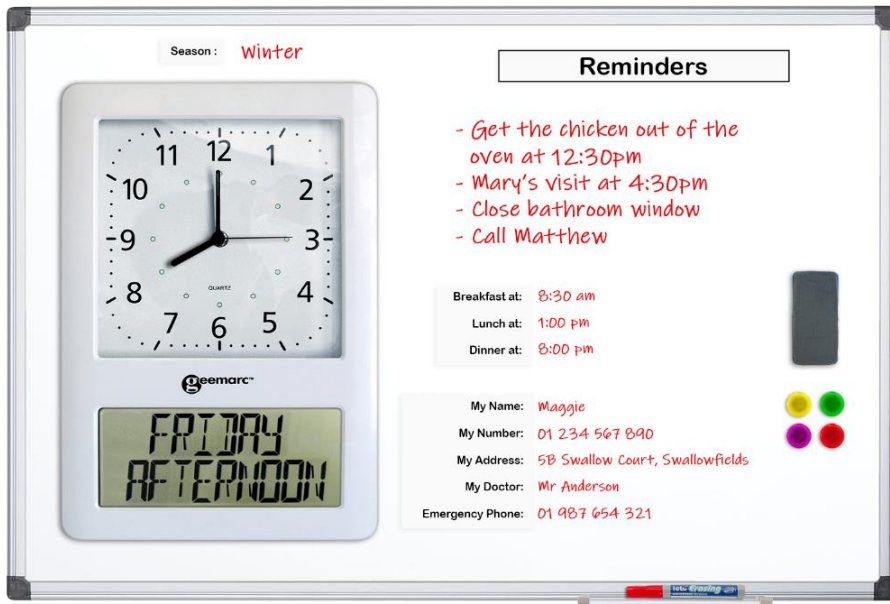 Season : Winter
Reminders
- Get the chicken out of the
oven at 12:30pm
- Mary's visit at 4:30pm
- Close bathroom window
- Call Matthew
12
11 1
10 2
9 3
QUARTZ
8 4
7 5
6
geemarc™
FRIDAY
AFTERNOON
Breakfast at: 8:30 am
Lunch at: 1:00 pm
Dinner at: 8:00 pm
My Name: Maggie
My Number: 01 234 567 890
My Address: 5B Swallow Court, Swallowfields
My Doctor: Mr Anderson
Emergency Phone: 01 987 654 321